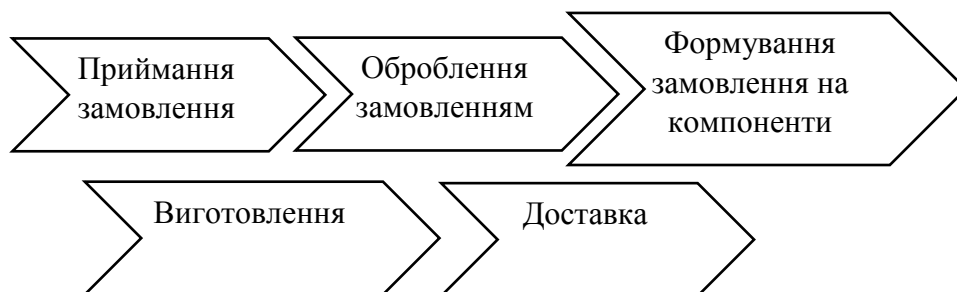 Приймання
замовлення
Оброблення
замовленням
Формування
замовлення на
компоненти
Виготовлення
Доставка